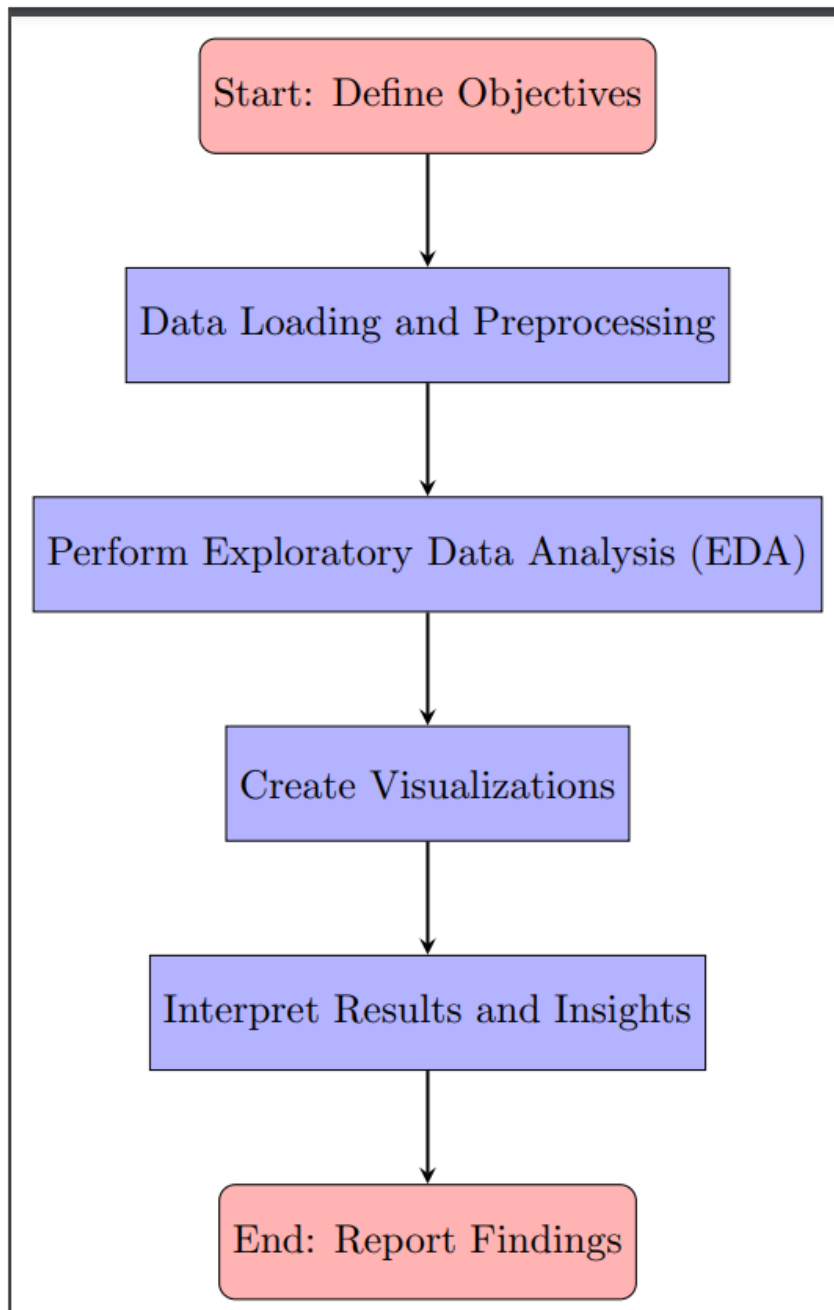 Start: Define Objectives
Data Loading and Preprocessing
Perform Exploratory Data Analysis (EDA)
Create Visualizations
Interpret Results and Insights
End: Report Findings